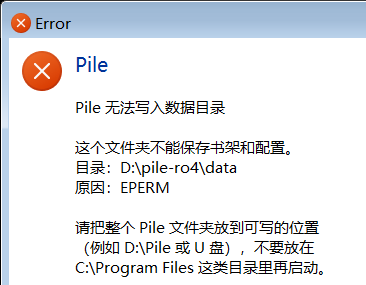 Error
Pile
Pile 无法写入数据目录
这个文件夹不能保存书架和配置。
目录：D:\pile-ro4\data
原因：EPERM
请把整个 Pile 文件夹放到可写的位置
（例如 D:\Pile 或 U 盘），不要放在
C:\Program Files 这类目录里再启动。